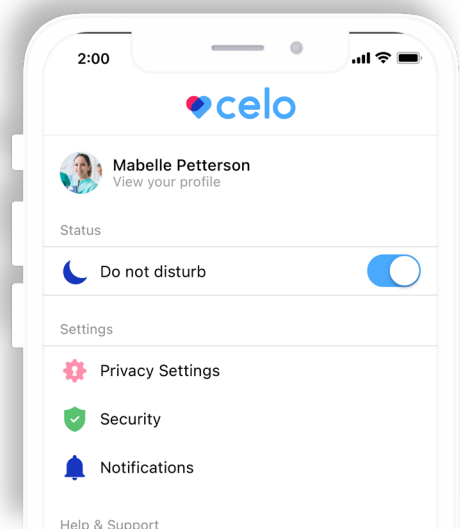 2:00
celo
Mabelle Petterson
View your profile
Status
Do not disturb
Settings
Privacy Settings
Security
Notifications
Help & Support